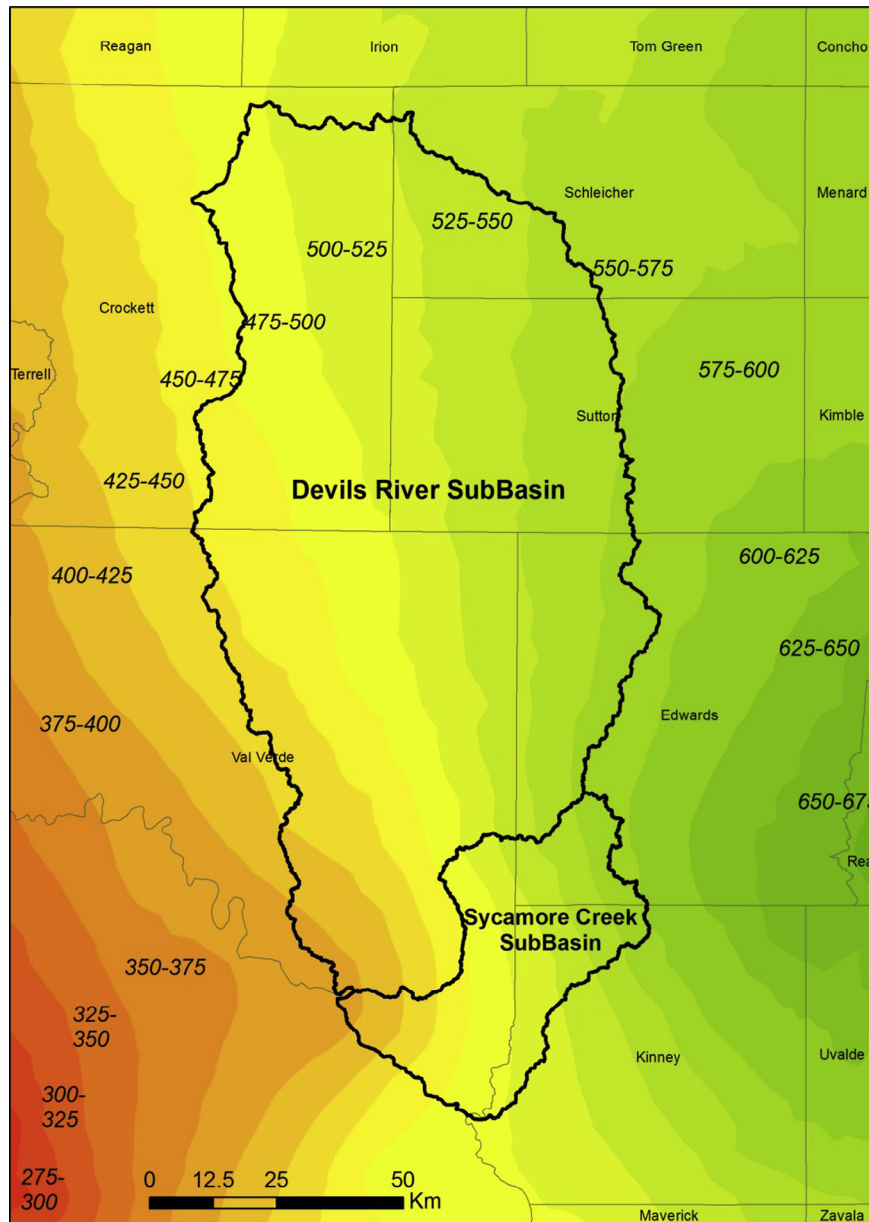 Reagan
Irion
Tom Green
Concho
Schleicher
Menard
525-550
500-525
550-575
Crockett
475-500
Terrell
450-475
575-600
Sutton
Kimble
425-450
Devils River SubBasin
400-425
600-625
625-650
375-400
Edwards
Val Verde
650-675
Rea
Sycamore Creek
SubBasin
350-375
325-
350
Kinney
Uvalde
300-
325
275-
300
0 12.5 25 50
Km
Maverick
Zavala